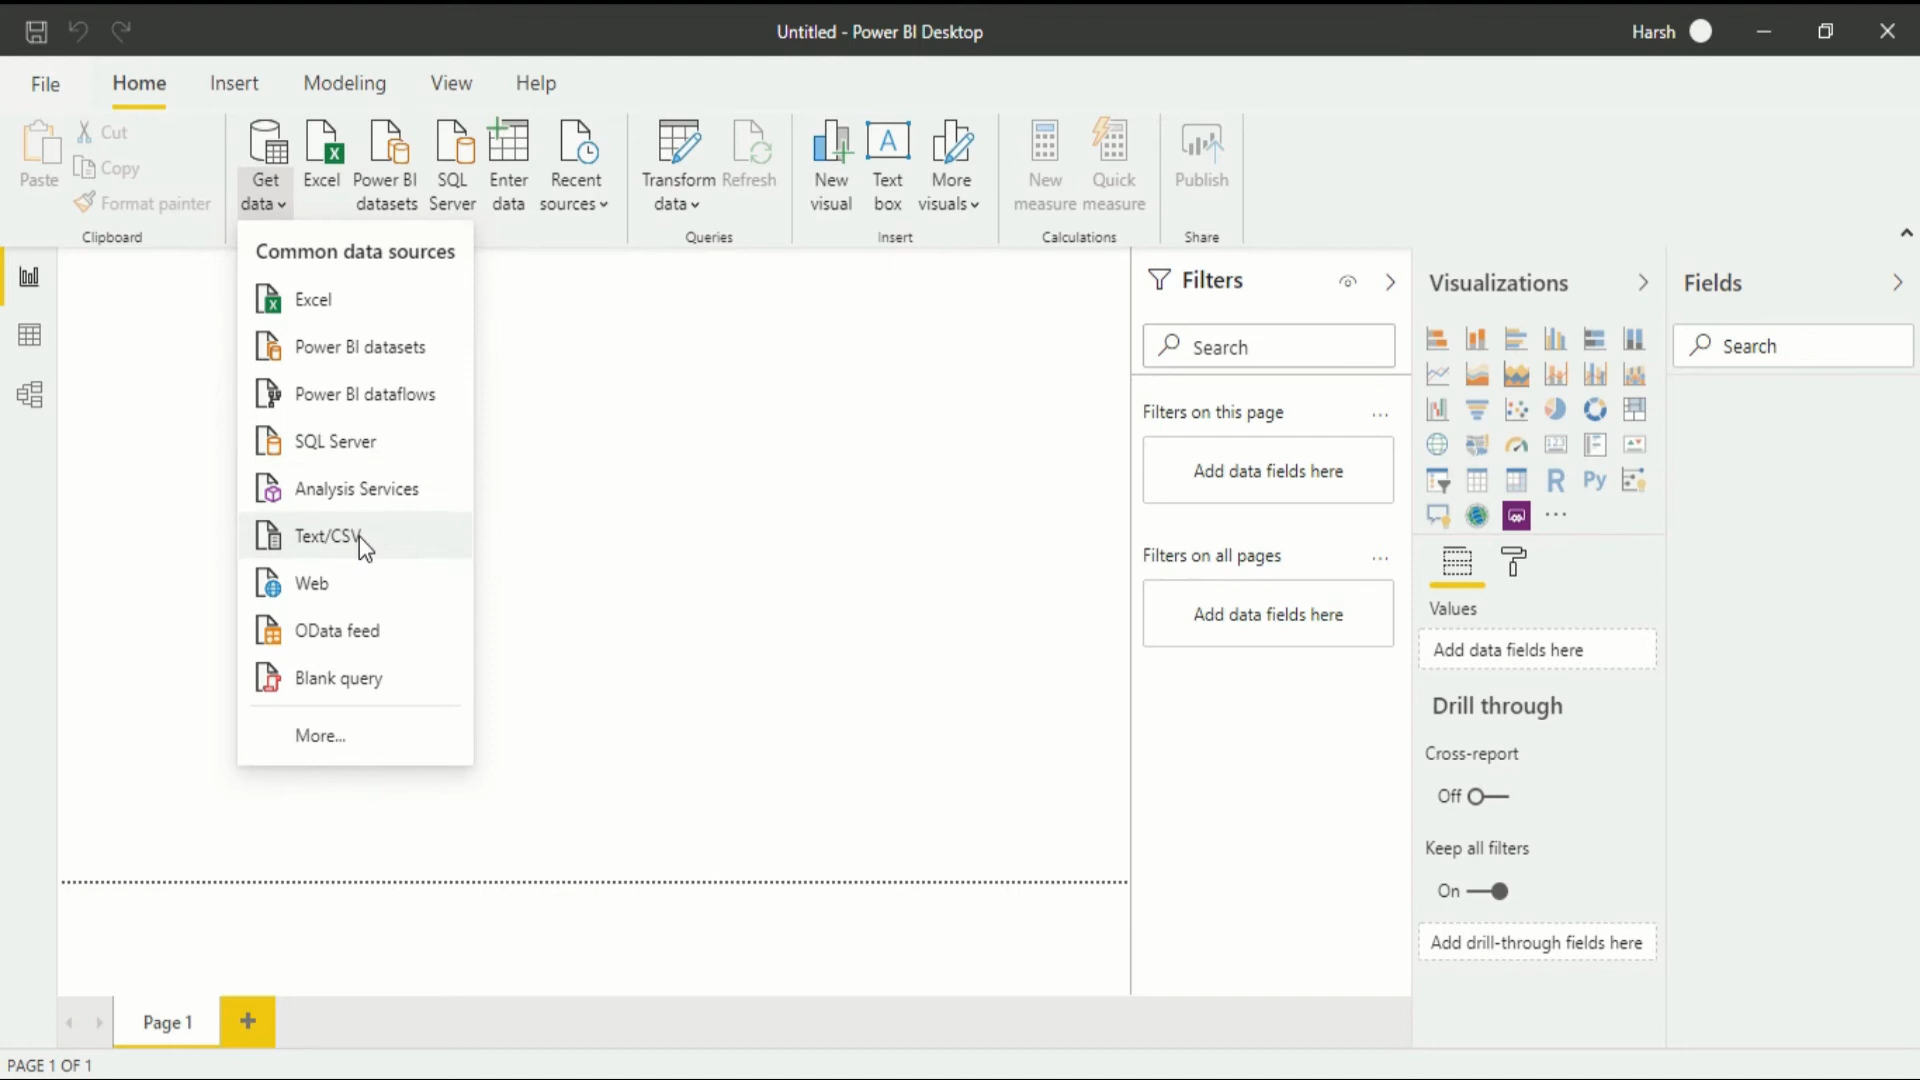 Untitled - Power BI Desktop
Harsh
File
Home
Insert
Modeling
View
Help
Paste
Cut
Copy
Format painter
Clipboard
Get
data
Excel
Power BI
datasets
SQL
Server
Enter
data
Recent
sources
Transform
data
Refresh
Queries
New
visual
A
Text
box
More
visuals
Insert
New
measure
Quick
measure
Calculations
Publish
Share
Common data sources
Excel
Power BI datasets
Power BI dataflows
SQL Server
Analysis Services
Text/CSV
Web
OData feed
Blank query
More...
Filters
Search
Filters on this page
...
Add data fields here
Filters on all pages
...
Add data fields here
Visualizations
123
R
Py
...
Values
Add data fields here
Drill through
Cross-report
Off
Keep all filters
On
Add drill-through fields here
Fields
Search
Page 1
+
PAGE 1 OF 1